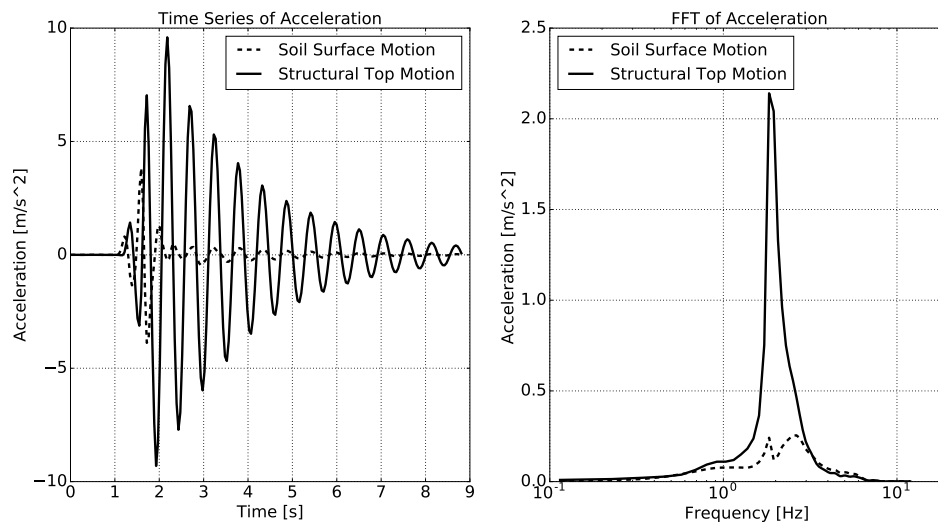 Time Series of Acceleration
Soil Surface Motion
Structural Top Motion
Acceleration [m/s^2]
10
5
0
−5
−10
0 1 2 3 4 5 6 7 8 9
Time [s]
FFT of Acceleration
Soil Surface Motion
Structural Top Motion
Acceleration [m/s^2]
2.5
2.0
1.5
1.0
0.5
0.0
10^-1 10^0 10^1
Frequency [Hz]